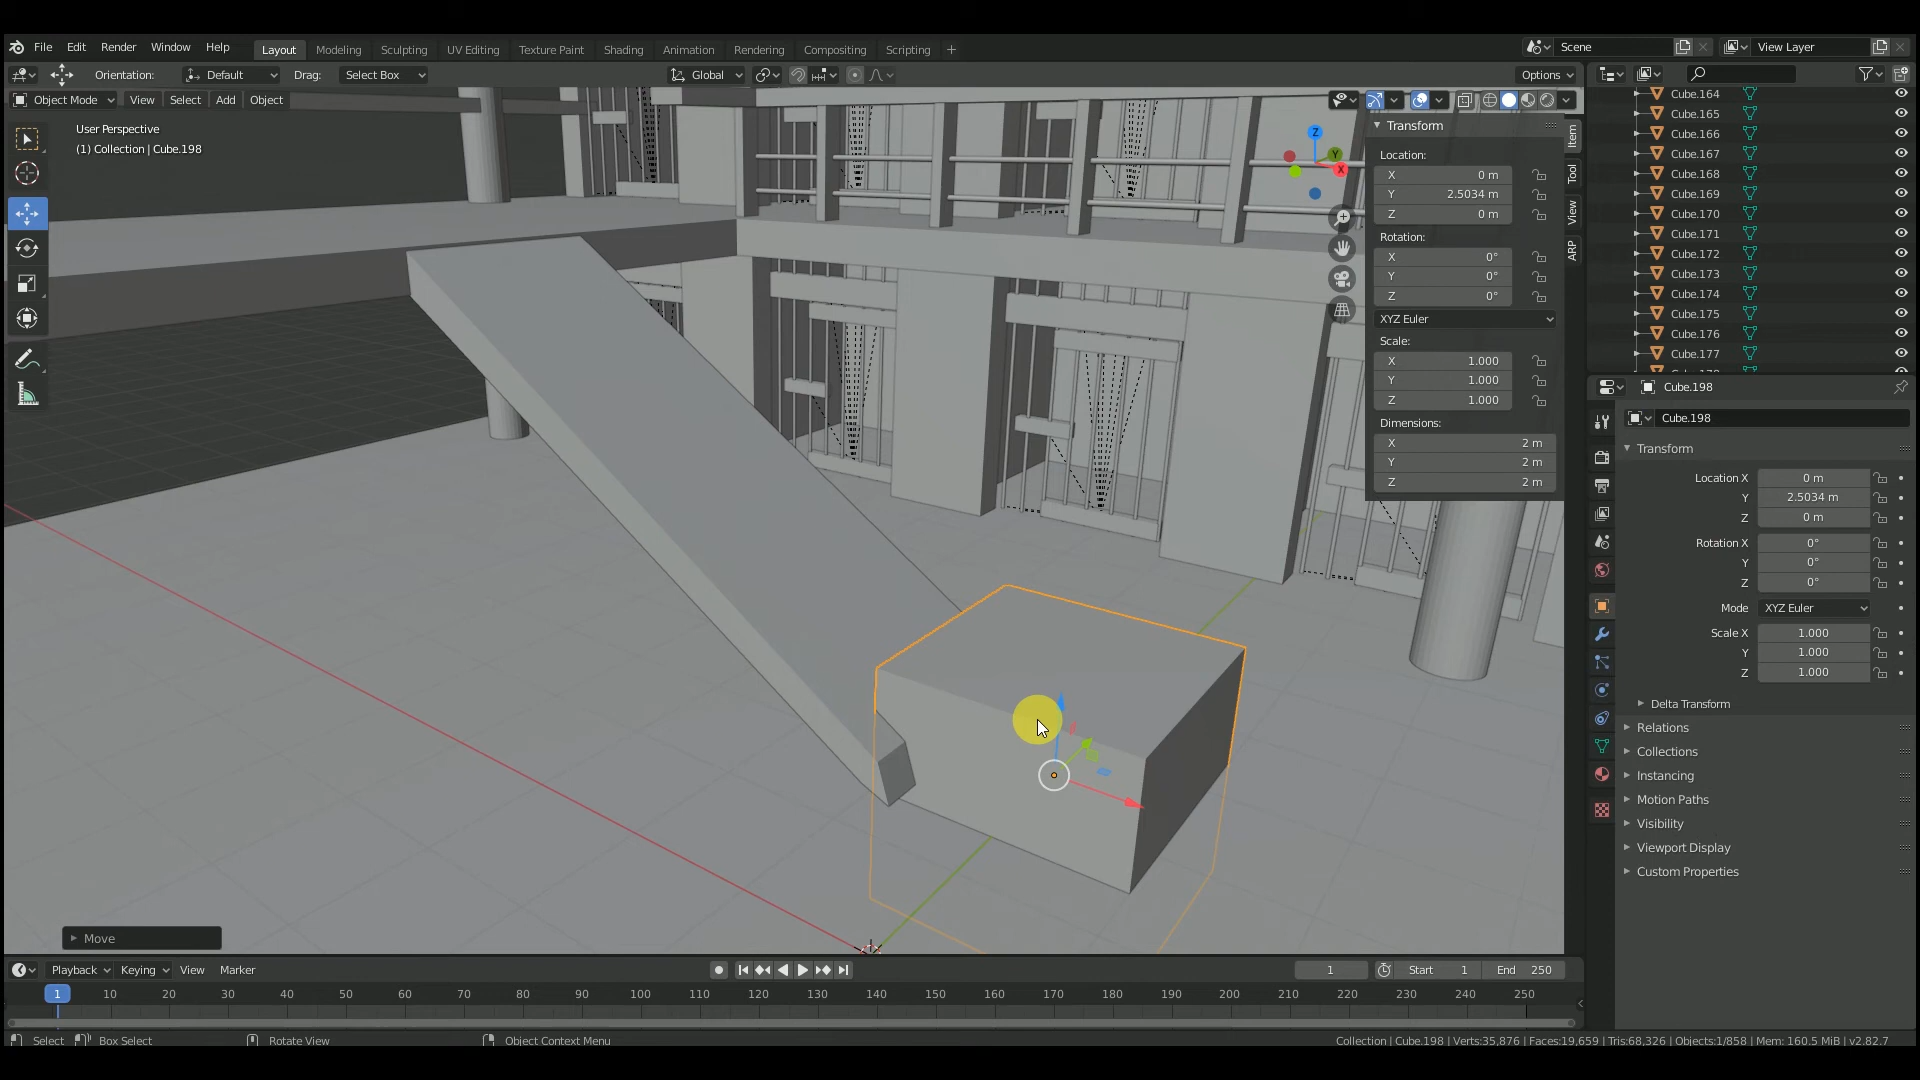 File Edit Render Window Help Layout Modeling Sculpting UV Editing Texture Paint Shading Animation Rendering Compositing Scripting + Scene View Layer
Orientation: Default Drag: Select Box Global Options
Object Mode View Select Add Object
User Perspective
(1) Collection | Cube.198
Z
Y
X
Transform
Location:
X 0 m
Y 2.5034 m
Z 0 m
Rotation:
X 0°
Y 0°
Z 0°
XYZ Euler
Scale:
X 1.000
Y 1.000
Z 1.000
Dimensions:
X 2 m
Y 2 m
Z 2 m
Item
Tool
View
ARP
Cube.164
Cube.165
Cube.166
Cube.167
Cube.168
Cube.169
Cube.170
Cube.171
Cube.172
Cube.173
Cube.174
Cube.175
Cube.176
Cube.177
Cube.198
Cube.198
Transform
Location X 0 m
Y 2.5034 m
Z 0 m
Rotation X 0°
Y 0°
Z 0°
Mode XYZ Euler
Scale X 1.000
Y 1.000
Z 1.000
Delta Transform
Relations
Collections
Instancing
Motion Paths
Visibility
Viewport Display
Custom Properties
Move
Playback Keying View Marker 1 Start 1 End 250
1 10 20 30 40 50 60 70 80 90 100 110 120 130 140 150 160 170 180 190 200 210 220 230 240 250
Select Box Select Rotate View Object Context Menu Collection | Cube.198 | Verts:35,876 | Faces:19,659 | Tris:68,326 | Objects:1/858 | Mem: 160.5 MiB | v2.82.7